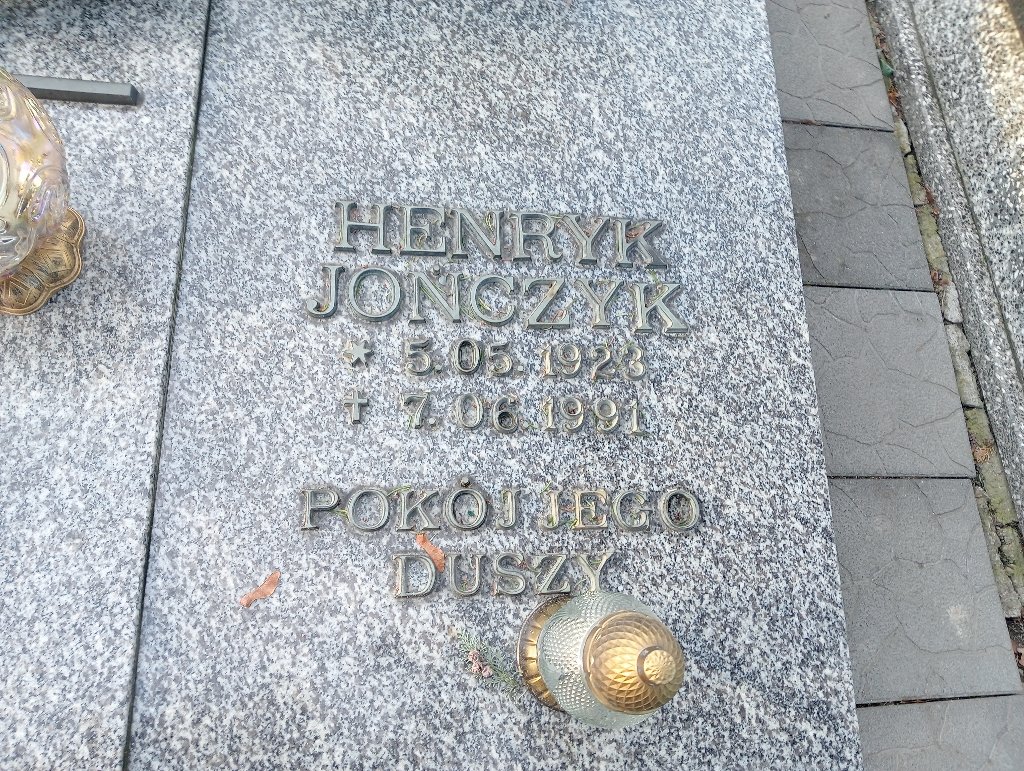 HENRYK
JOŃCZYK
* 5.05.1923
✝ 7.06.1991
POKÓJ JEGO
DUSZY